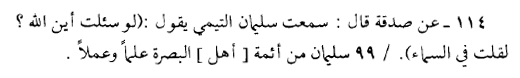 ١١٤ – عن صدقة قال : سمعت سليمان التيمي يقول :(لو سئلت أين الله ؟
لقلت في السماء). / ٩٩ سليمان من أئمة [ أهل ] البصرة علماً وعملاً .